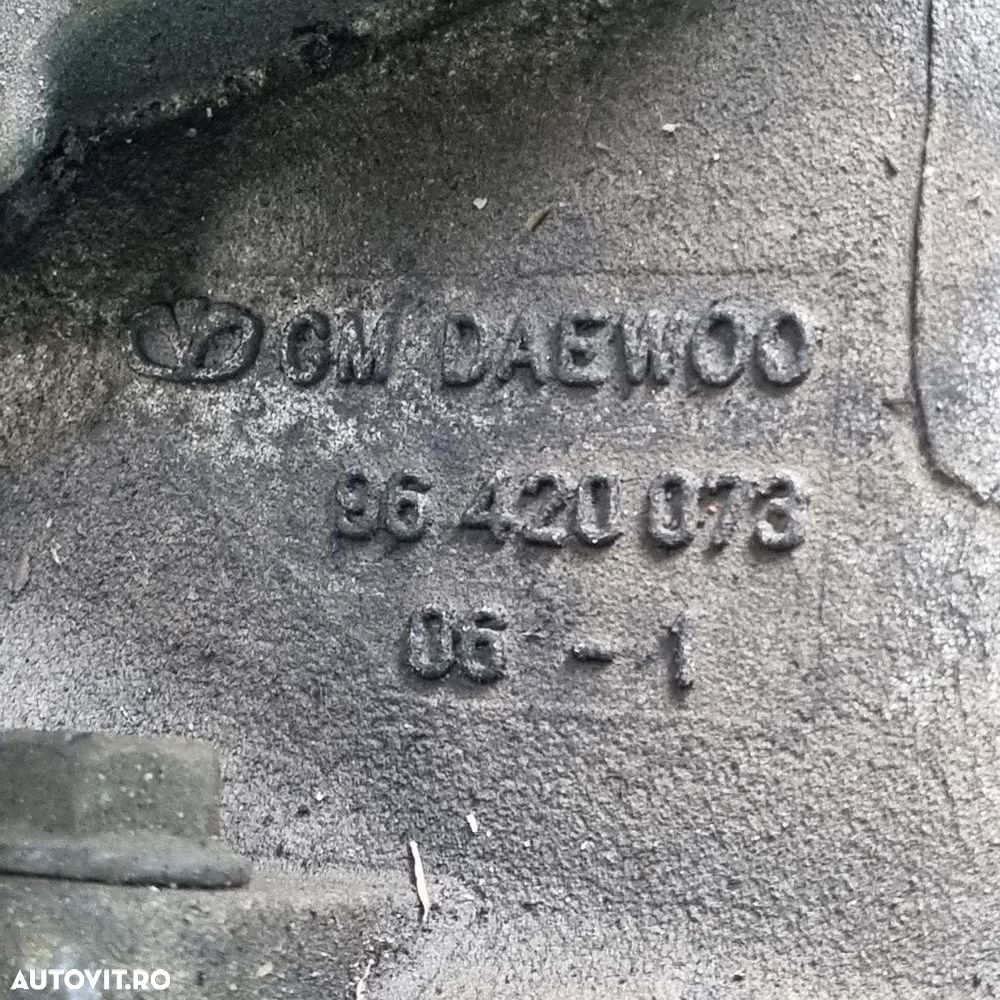 GM DAEWOO
96 420 073
06 - 1
AUTOVIT.RO